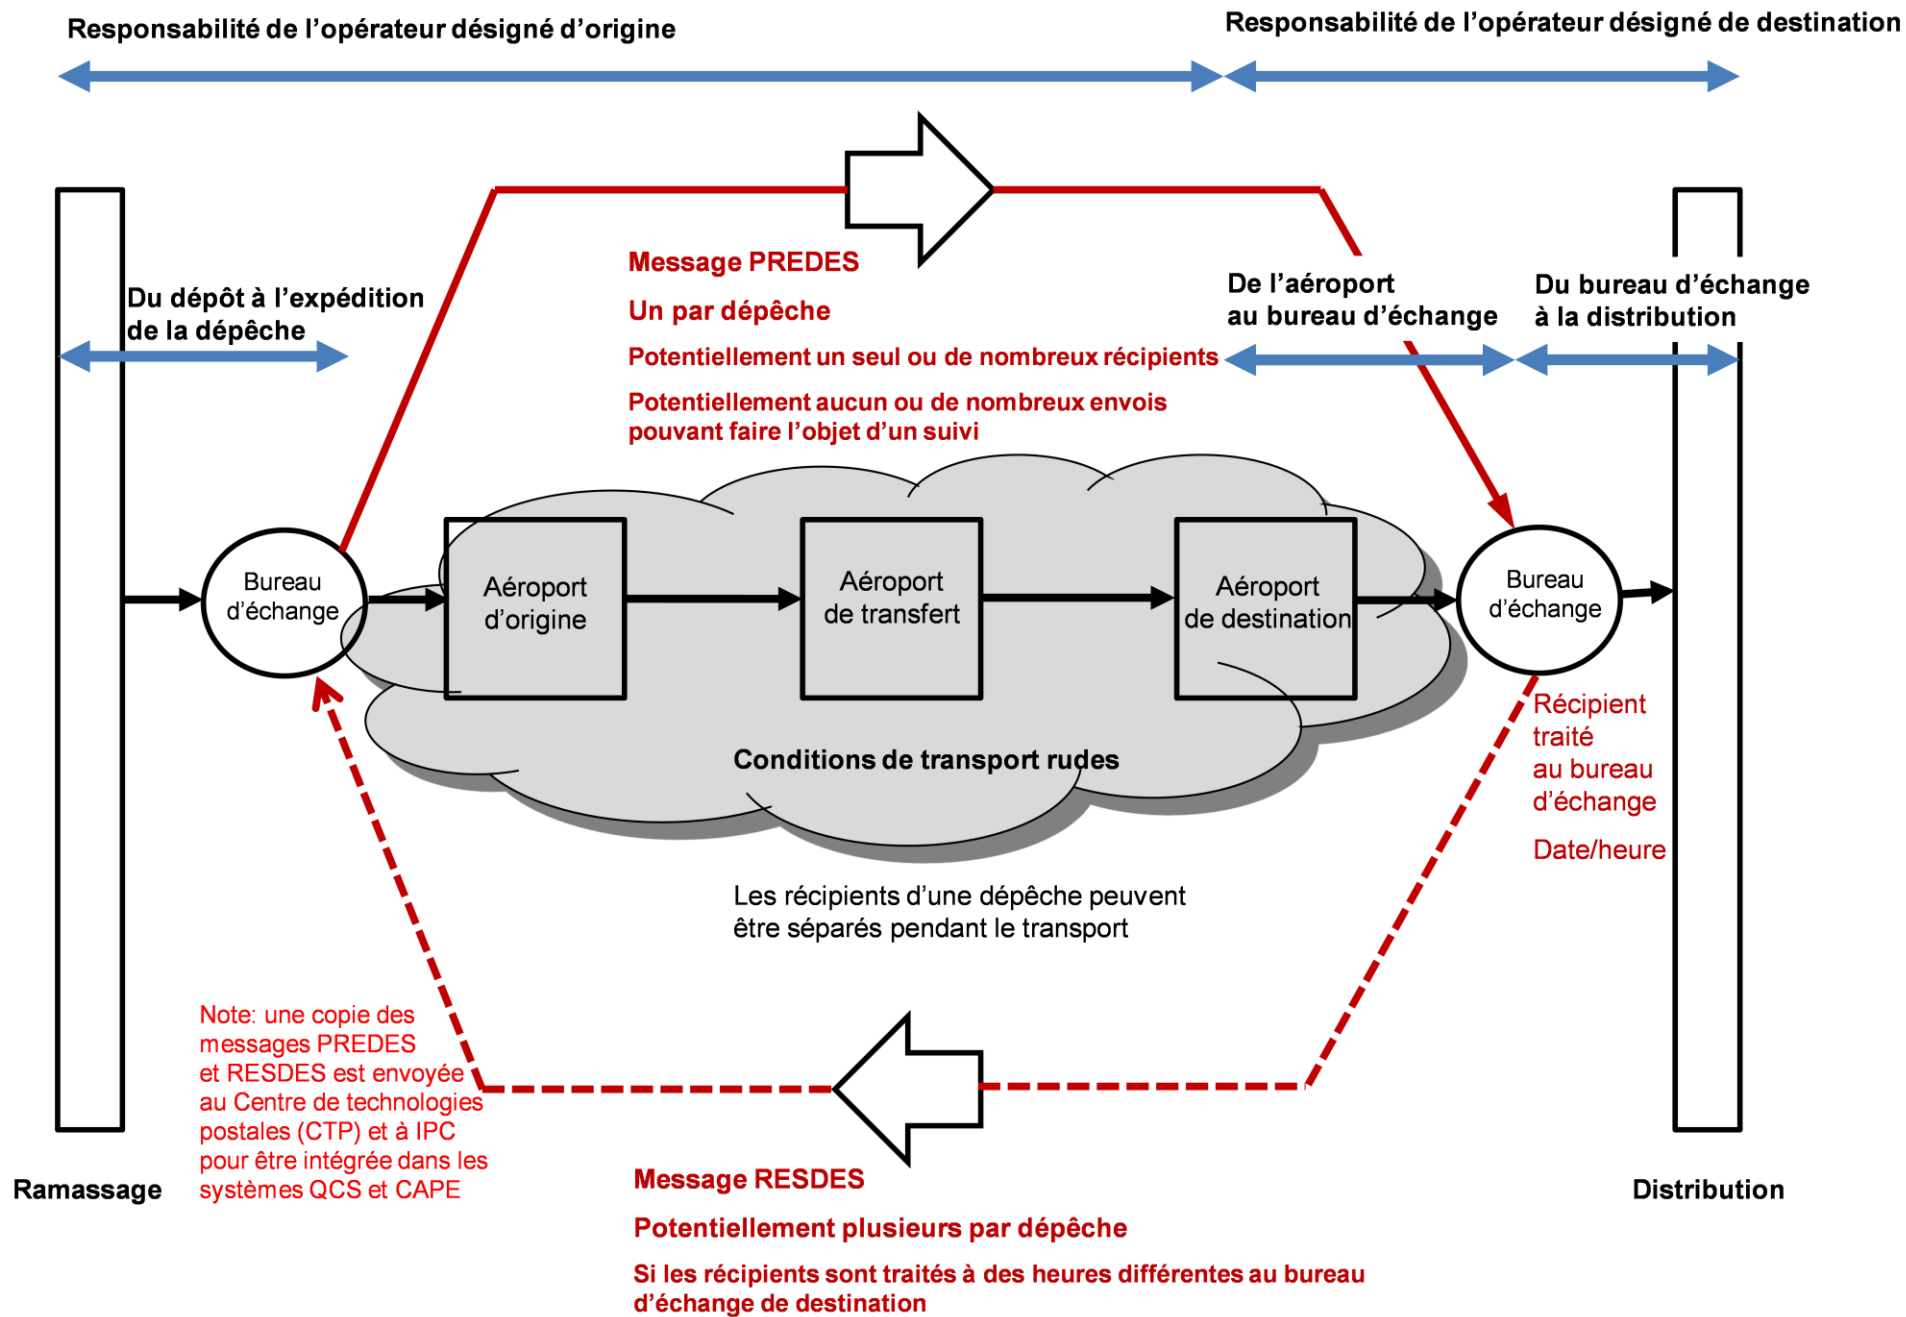 Responsabilité de l’opérateur désigné d’origine
Responsabilité de l’opérateur désigné de destination
Message PREDES
Un par dépêche
Potentiellement un seul ou de nombreux récipients
Potentiellement aucun ou de nombreux envois
pouvant faire l’objet d’un suivi
Du dépôt à l’expédition
de la dépêche
De l’aéroport
au bureau d’échange
Du bureau d’échange
à la distribution
Bureau
d’échange
Aéroport
d’origine
Aéroport
de transfert
Aéroport
de destination
Bureau
d’échange
Conditions de transport rudes
Récipient
traité
au bureau
d’échange
Date/heure
Les récipients d’une dépêche peuvent
être séparés pendant le transport
Note: une copie des
messages PREDES
et RESDES est envoyée
au Centre de technologies
postales (CTP) et à IPC
pour être intégrée dans les
systèmes QCS et CAPE
Ramassage
Distribution
Message RESDES
Potentiellement plusieurs par dépêche
Si les récipients sont traités à des heures différentes au bureau
d’échange de destination